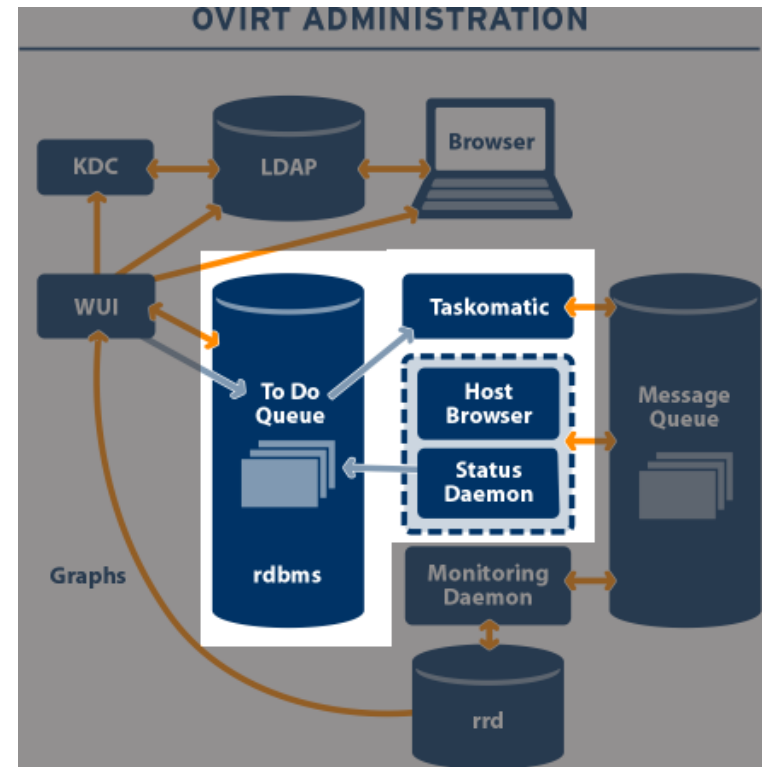 OVIRT ADMINISTRATION
KDC
LDAP
Browser
WUI
Taskomatic
To Do
Queue
Host
Browser
Message
Queue
Status
Daemon
Graphs
rdbms
Monitoring
Daemon
rrd